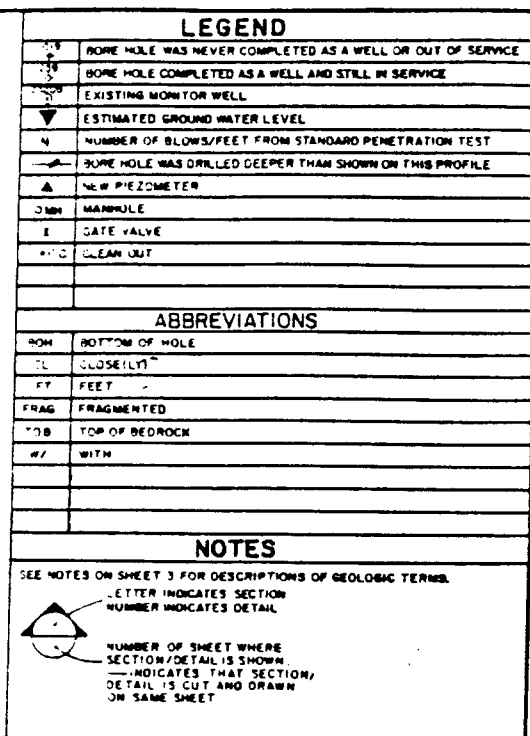 LEGEND
BORE HOLE WAS NEVER COMPLETED AS A WELL OR OUT OF SERVICE
BORE HOLE COMPLETED AS A WELL AND STILL IN SERVICE
EXISTING MONITOR WELL
ESTIMATED GROUND WATER LEVEL
N NUMBER OF BLOWS/FEET FROM STANDARD PENETRATION TEST
BORE HOLE WAS DRILLED DEEPER THAN SHOWN ON THIS PROFILE
NEW PIEZOMETER
MH MANHOLE
GATE VALVE
CLEAN OUT
ABBREVIATIONS
BOH BOTTOM OF HOLE
CL CLOSE(LY)
FT FEET
FRAG FRAGMENTED
TOB TOP OF BEDROCK
W/ WITH
NOTES
SEE NOTES ON SHEET 3 FOR DESCRIPTIONS OF GEOLOGIC TERMS.
LETTER INDICATES SECTION
NUMBER INDICATES DETAIL
NUMBER OF SHEET WHERE
SECTION/DETAIL IS SHOWN.
— INDICATES THAT SECTION/
DETAIL IS CUT AND DRAWN
ON SAME SHEET